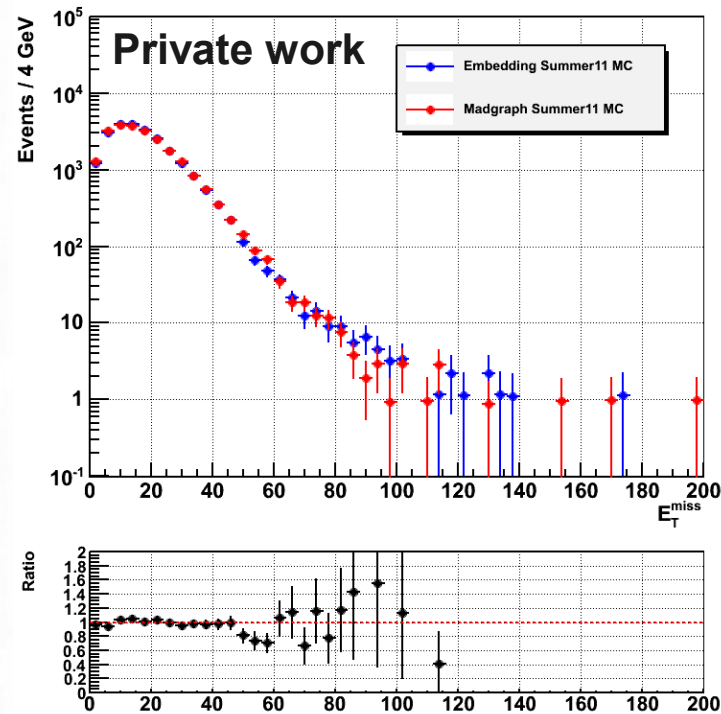 Private work
Embedding Summer11 MC
Madgraph Summer11 MC
Events / 4 GeV
10^5
10^4
10^3
10^2
10
1
10^-1
0 20 40 60 80 100 120 140 160 180 200
E_T^miss
Ratio
2
1.8
1.6
1.4
1.2
1
0.8
0.6
0.4
0.2
0
0 20 40 60 80 100 120 140 160 180 200